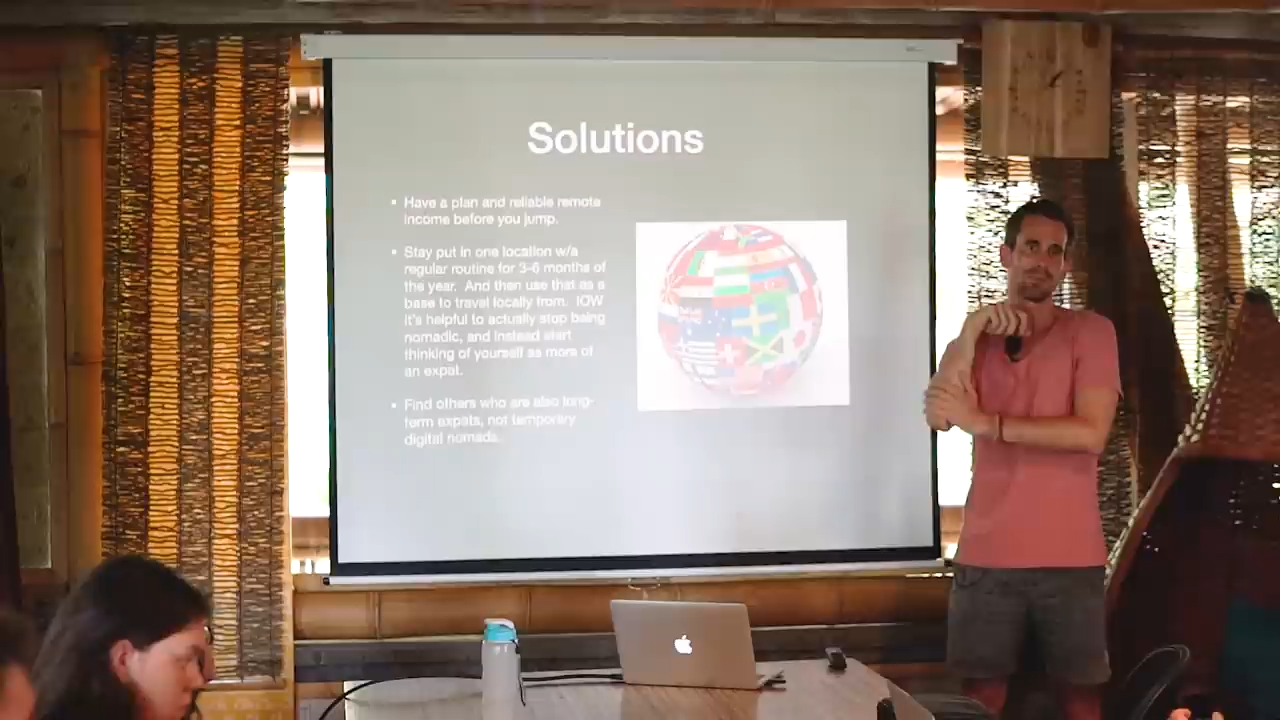 Solutions
Have a plan and reliable remote
income before you jump.
Stay put in one location w/a
regular routine for 3-6 months of
the year. And then use that as a
base to travel locally from. IOW
it's helpful to actually stop being
nomadic, and instead start
thinking of yourself as more of
an expat.
Find others who are also long-
term expats, not temporary
digital nomads.